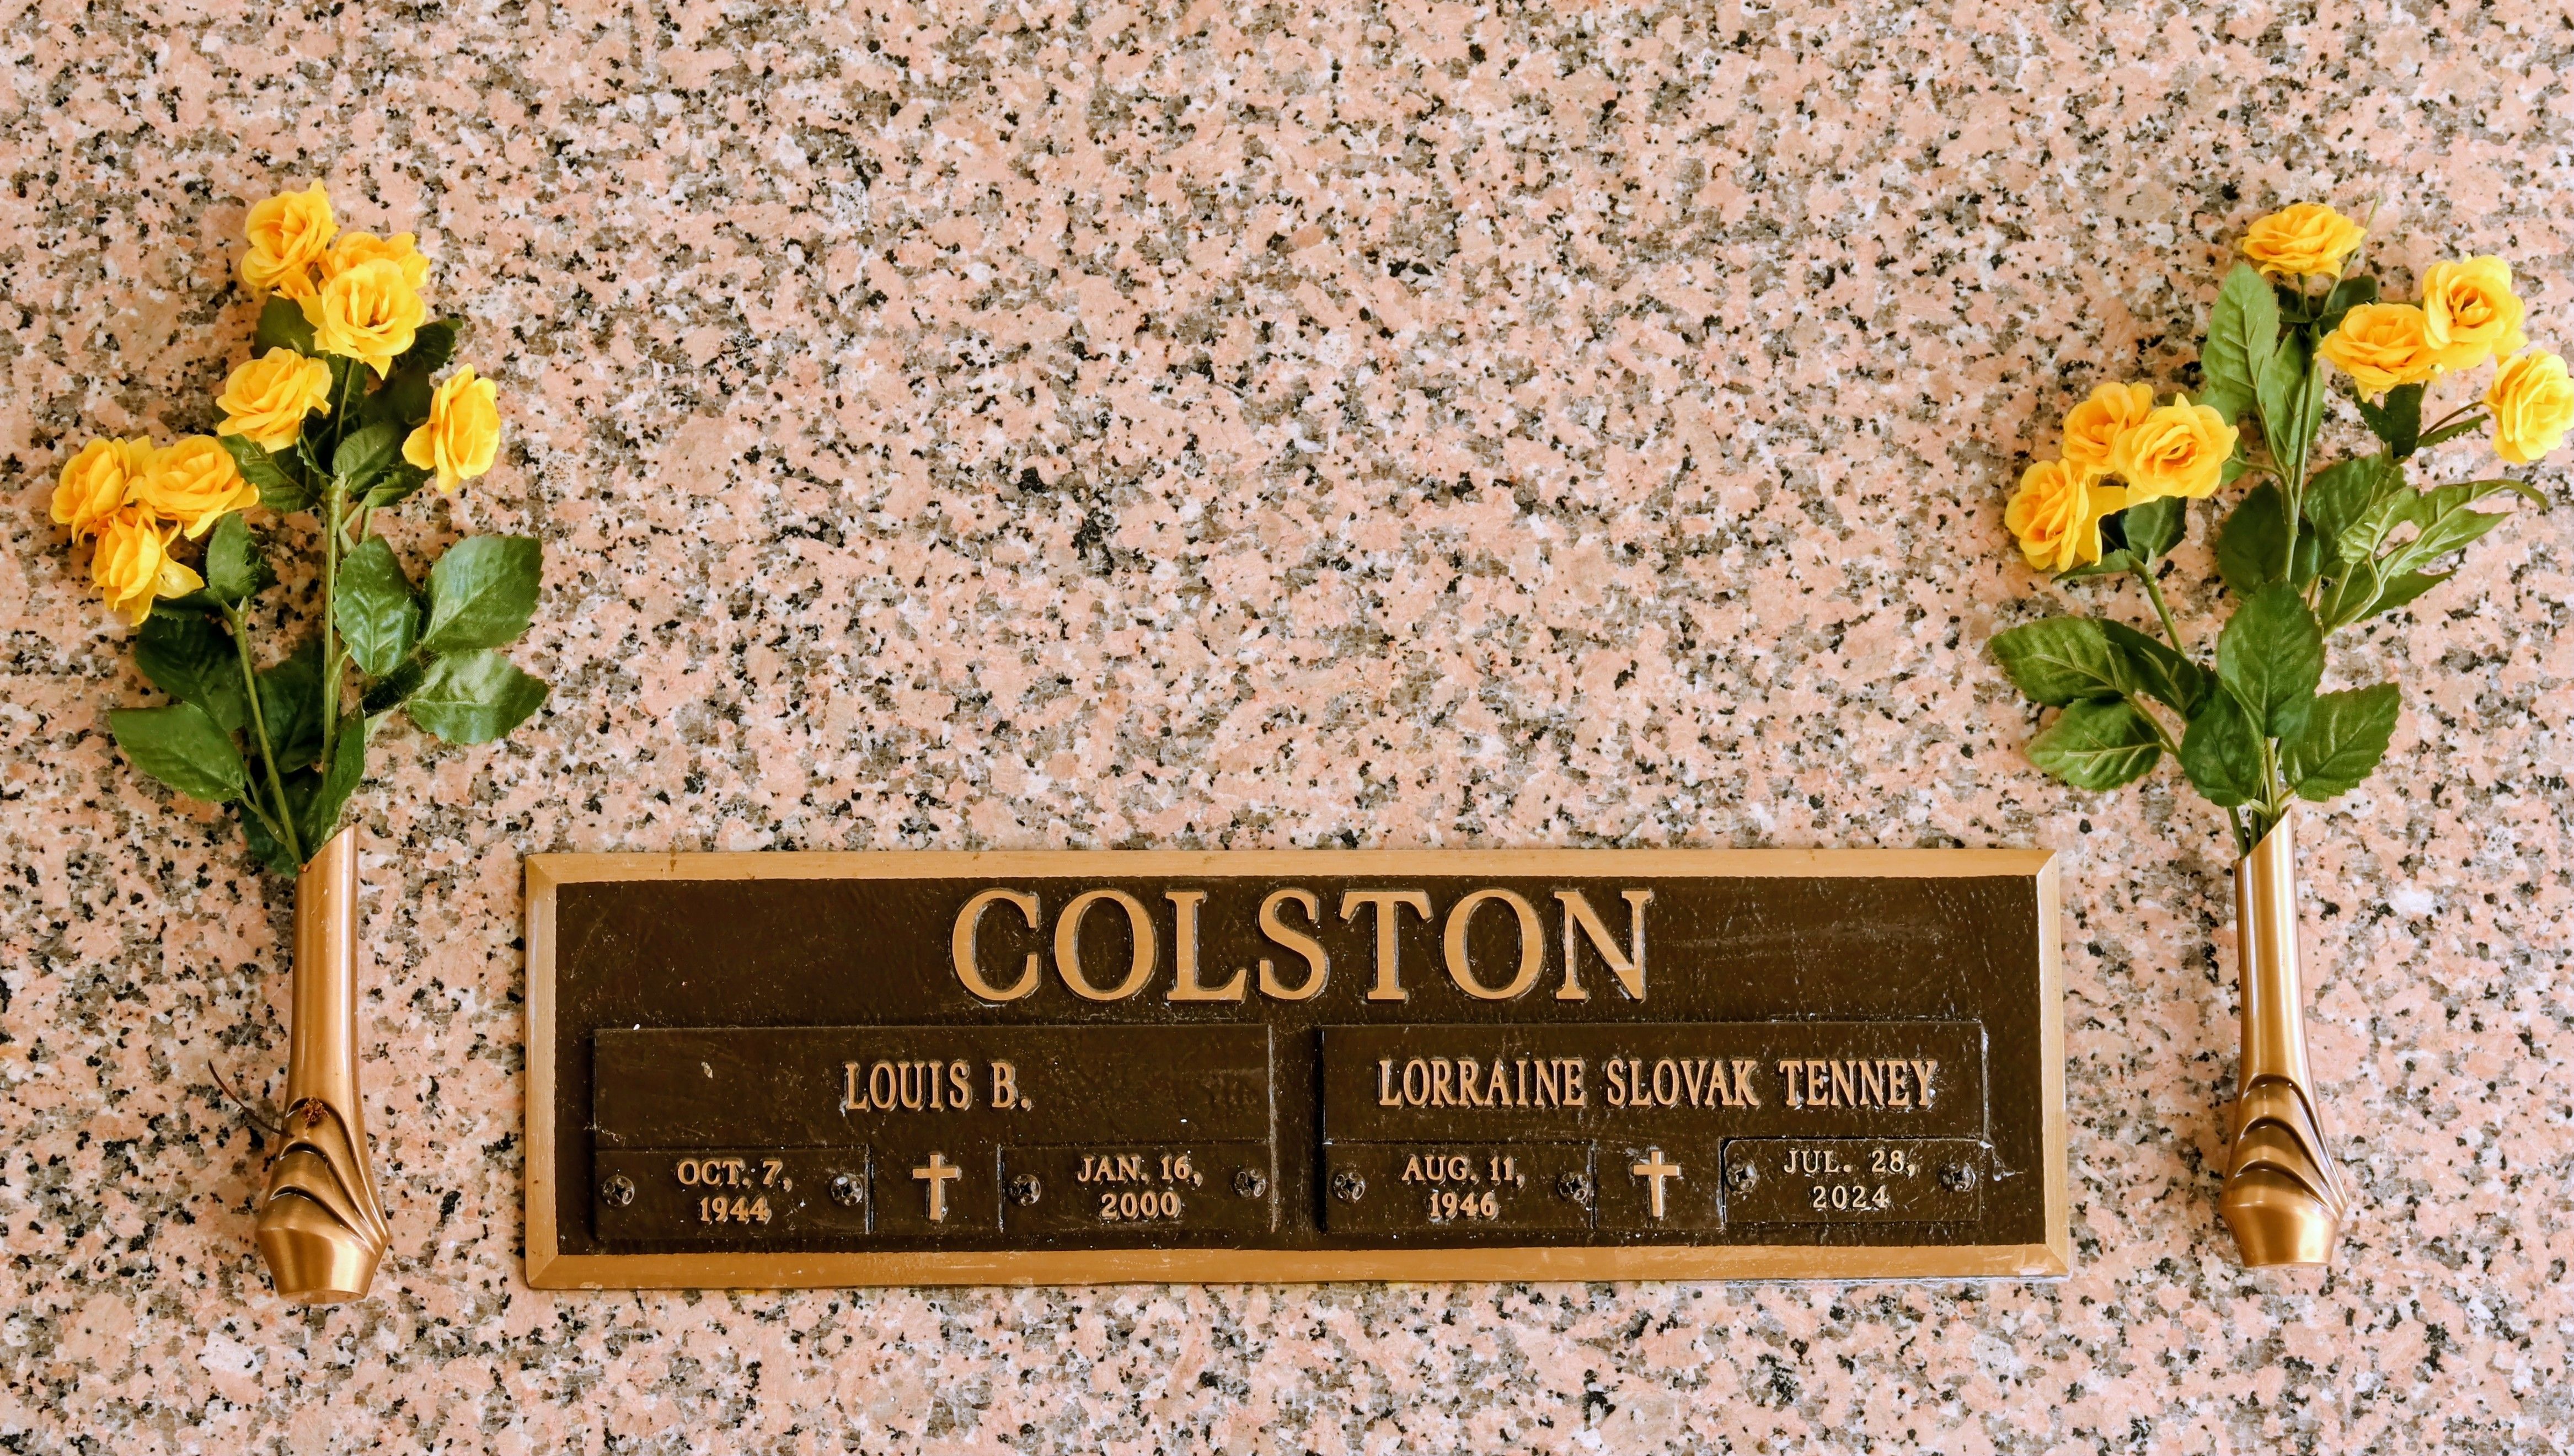 COLSTON
LOUIS B.
OCT. 7,
1944
JAN. 16,
2000
LORRAINE SLOVAK TENNEY
AUG. 11,
1946
JUL. 28,
2024